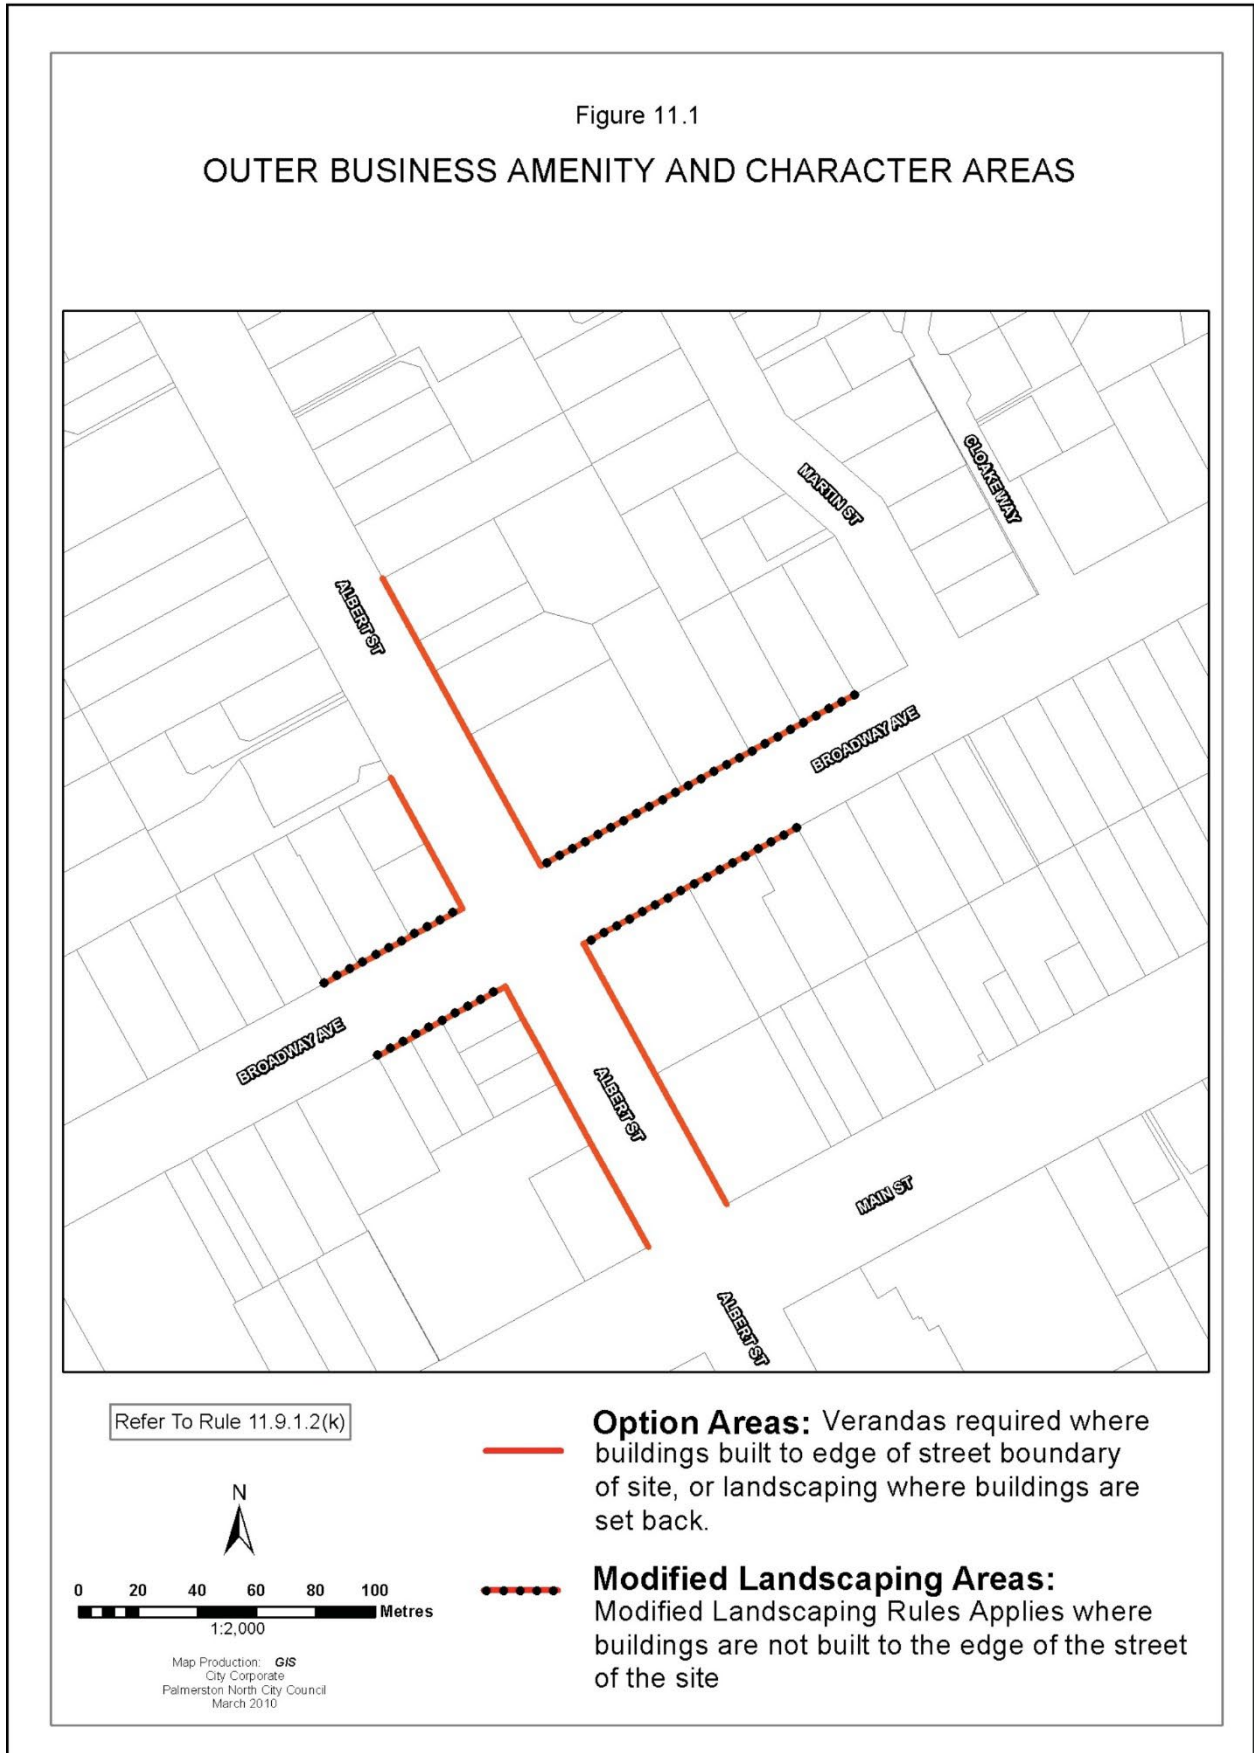 Figure 11.1
OUTER BUSINESS AMENITY AND CHARACTER AREAS
CLOAKE WAY
MARTIN ST
ALBERT ST
BROADWAY AVE
BROADWAY AVE
ALBERT ST
MAIN ST
ALBERT ST
Refer To Rule 11.9.1.2(k)
N
0 20 40 60 80 100
Metres
1:2,000
Map Production: GIS
City Corporate
Palmerston North City Council
March 2010
Option Areas: Verandas required where
buildings built to edge of street boundary
of site, or landscaping where buildings are
set back.
Modified Landscaping Areas:
Modified Landscaping Rules Applies where
buildings are not built to the edge of the street
of the site